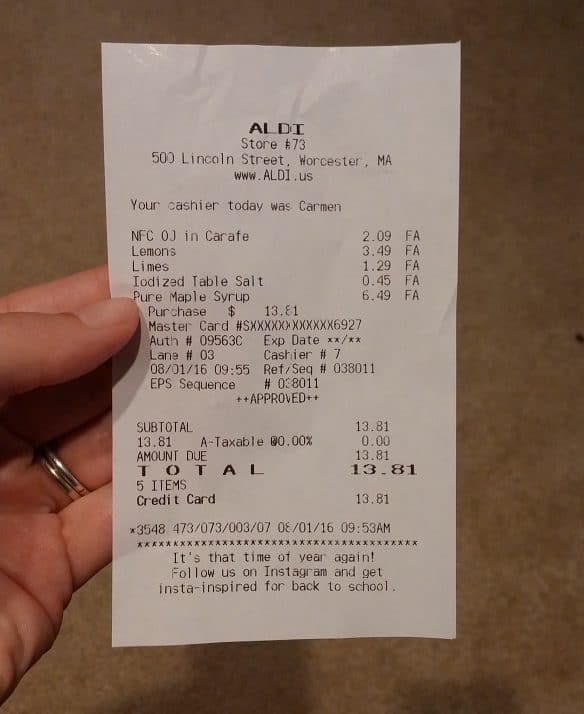 ALDI
Store #73
500 Lincoln Street, Worcester, MA
www.ALDI.us
Your cashier today was Carmen
NFC OJ in Carafe 2.09 FA
Lemons 3.49 FA
Limes 1.29 FA
Iodized Table Salt 0.45 FA
Pure Maple Syrup 6.49 FA
Purchase $ 13.81
Master Card #SXXXXXXXXXXXX6927
Auth # 09563C Exp Date **/**
Lane # 03 Cashier # 7
08/01/16 09:55 Ref/Seq # 038011
EPS Sequence # 038011
++APPROVED++
SUBTOTAL 13.81
13.81 A-Taxable @0.00% 0.00
AMOUNT DUE 13.81
TOTAL 13.81
5 ITEMS
Credit Card 13.81
*3548 473/073/003/07 08/01/16 09:53AM
******************************************
It's that time of year again!
Follow us on Instagram and get
insta-inspired for back to school.